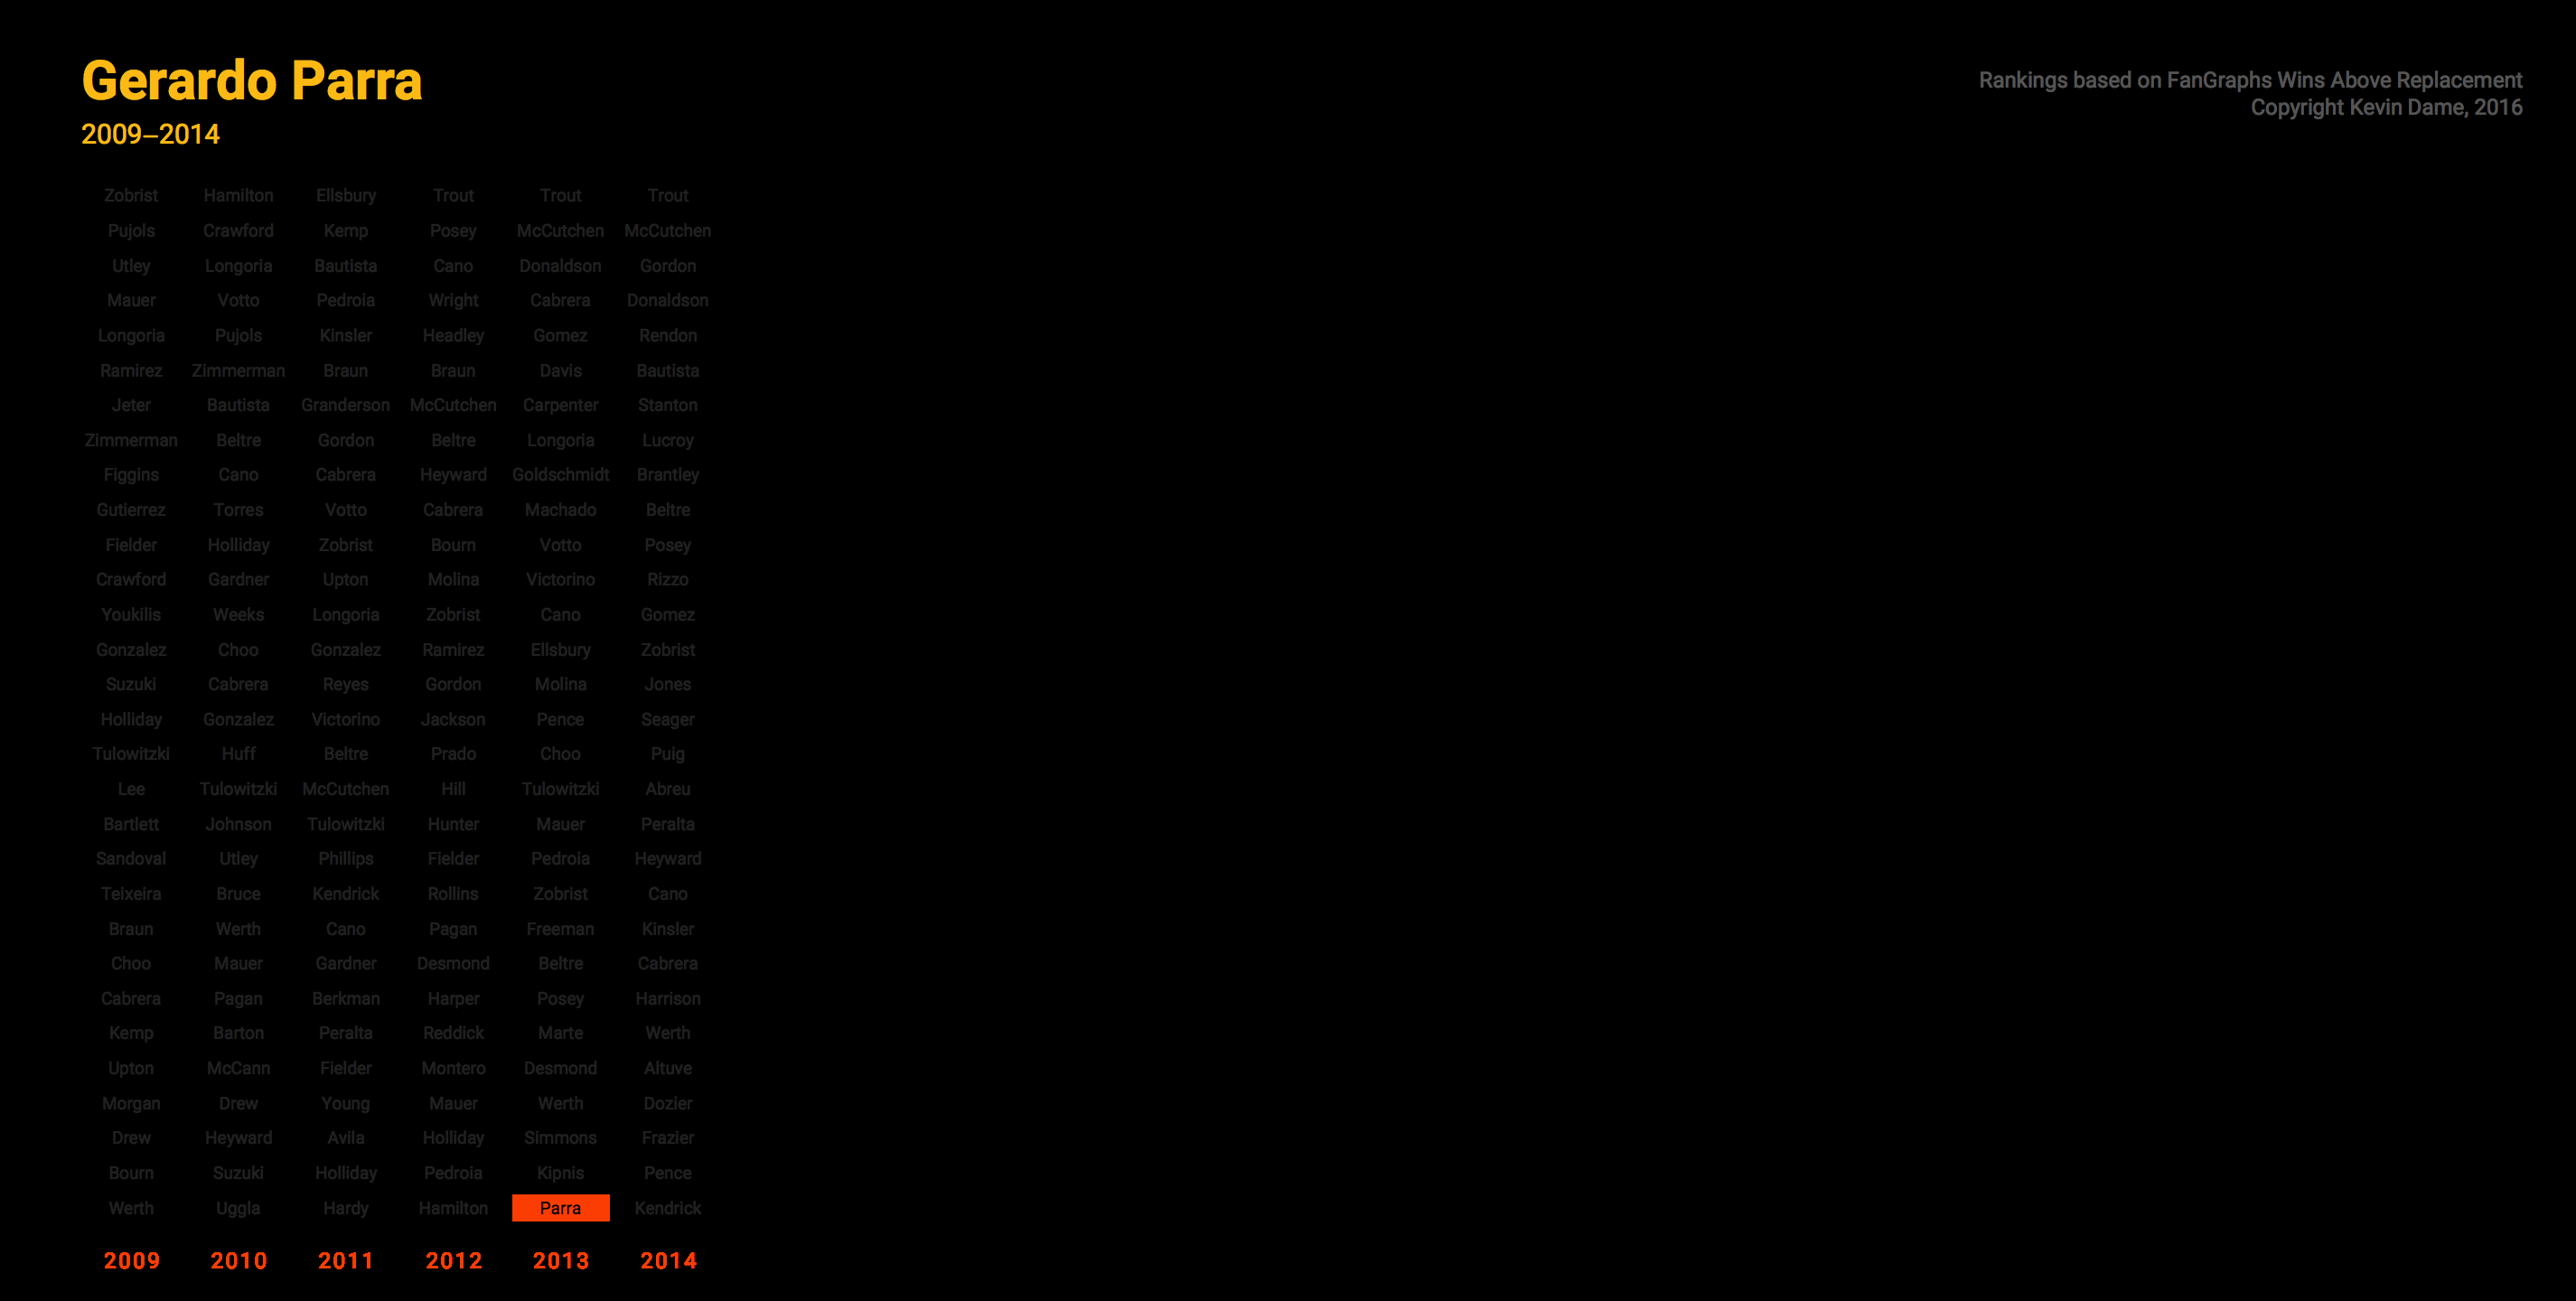 Gerardo Parra
2009–2014
Rankings based on FanGraphs Wins Above Replacement
Copyright Kevin Dame, 2016
Zobrist Hamilton Ellsbury Trout Trout Trout
Pujols Crawford Kemp Posey McCutchen McCutchen
Utley Longoria Bautista Cano Donaldson Gordon
Mauer Votto Pedroia Wright Cabrera Donaldson
Longoria Pujols Kinsler Headley Gomez Rendon
Ramirez Zimmerman Braun Braun Davis Bautista
Jeter Bautista Granderson McCutchen Carpenter Stanton
Zimmerman Beltre Gordon Beltre Longoria Lucroy
Figgins Cano Cabrera Heyward Goldschmidt Brantley
Gutierrez Torres Votto Cabrera Machado Beltre
Fielder Holliday Zobrist Bourn Votto Posey
Crawford Gardner Upton Molina Victorino Rizzo
Youkilis Weeks Longoria Zobrist Cano Gomez
Gonzalez Choo Gonzalez Ramirez Ellsbury Zobrist
Suzuki Cabrera Reyes Gordon Molina Jones
Holliday Gonzalez Victorino Jackson Pence Seager
Tulowitzki Huff Beltre Prado Choo Puig
Lee Tulowitzki McCutchen Hill Tulowitzki Abreu
Bartlett Johnson Tulowitzki Hunter Mauer Peralta
Sandoval Utley Phillips Fielder Pedroia Heyward
Teixeira Bruce Kendrick Rollins Zobrist Cano
Braun Werth Cano Pagan Freeman Kinsler
Choo Mauer Gardner Desmond Beltre Cabrera
Cabrera Pagan Berkman Harper Posey Harrison
Kemp Barton Peralta Reddick Marte Werth
Upton McCann Fielder Montero Desmond Altuve
Morgan Drew Young Mauer Werth Dozier
Drew Heyward Avila Holliday Simmons Frazier
Bourn Suzuki Holliday Pedroia Kipnis Pence
Werth Uggla Hardy Hamilton Parra Kendrick
2009 2010 2011 2012 2013 2014